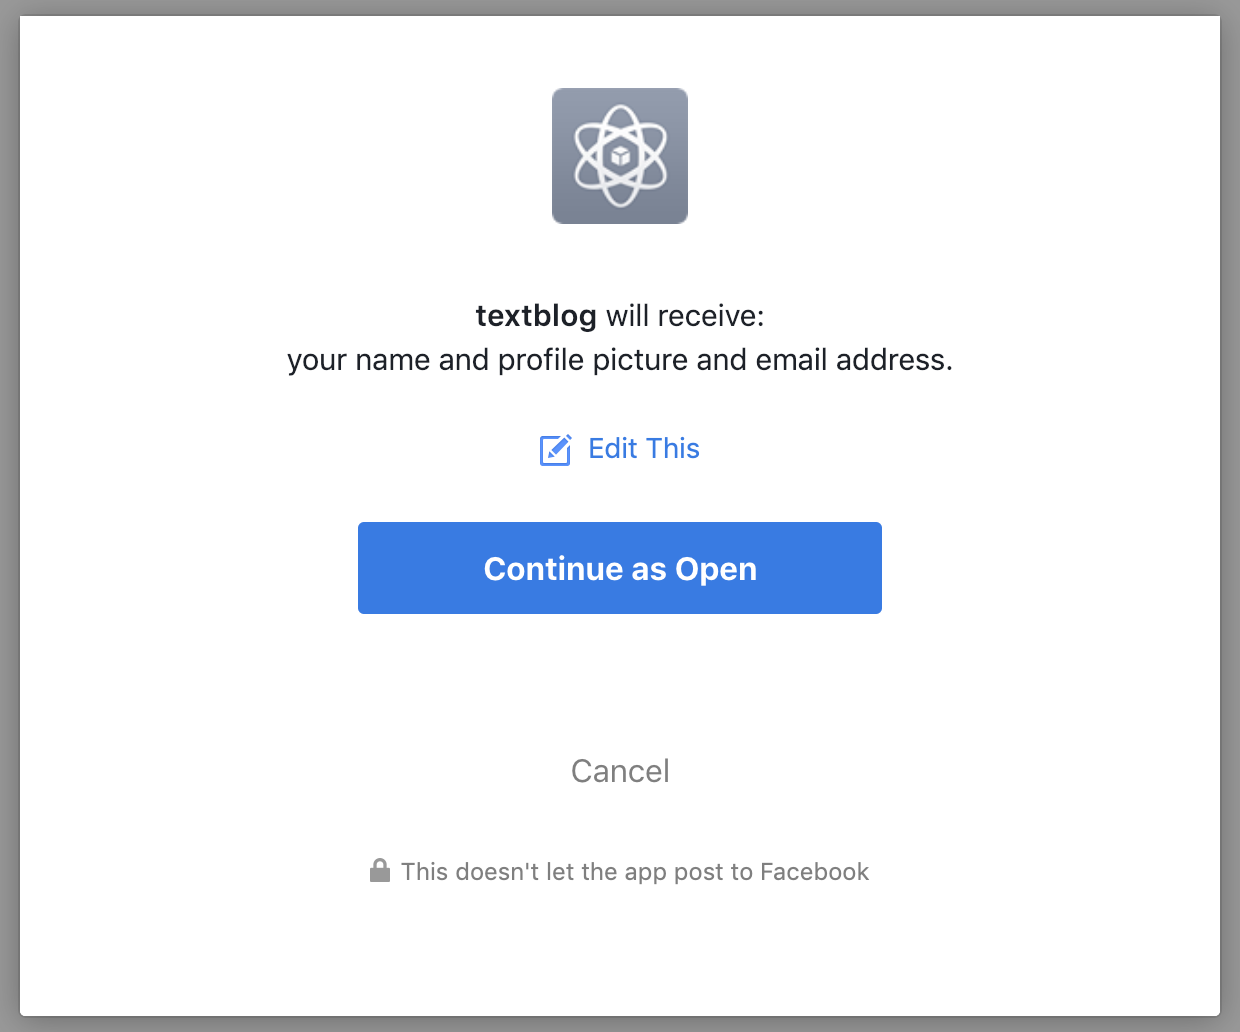 textblog will receive:
your name and profile picture and email address.
Edit This
Continue as Open
Cancel
This doesn't let the app post to Facebook